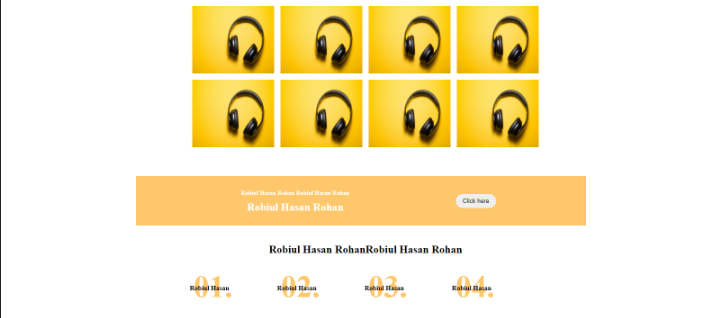 Robiul Hasan Rohan Robiul Hasan Rohan
Robiul Hasan Rohan
Click here
Robiul Hasan RohanRobiul Hasan Rohan
01. 02. 03. 04.
Robiul Hasan Robiul Hasan Robiul Hasan Robiul Hasan